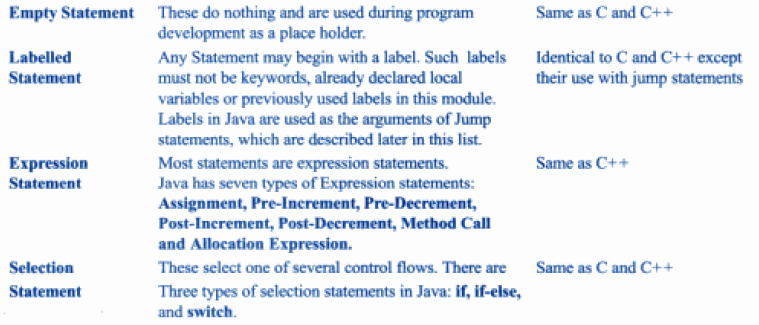 Empty Statement These do nothing and are used during program Same as C and C++
development as a place holder.
Labelled Any Statement may begin with a label. Such labels Identical to C and C++ except
Statement must not be keywords, already declared local their use with jump statements
variables or previously used labels in this module.
Labels in Java are used as the arguments of Jump
statements, which are described later in this list.
Expression Most statements are expression statements. Same as C++
Statement Java has seven types of Expression statements:
Assignment, Pre-Increment, Pre-Decrement,
Post-Increment, Post-Decrement, Method Call
and Allocation Expression.
Selection These select one of several control flows. There are Same as C and C++
Statement Three types of selection statements in Java: if, if-else,
and switch.